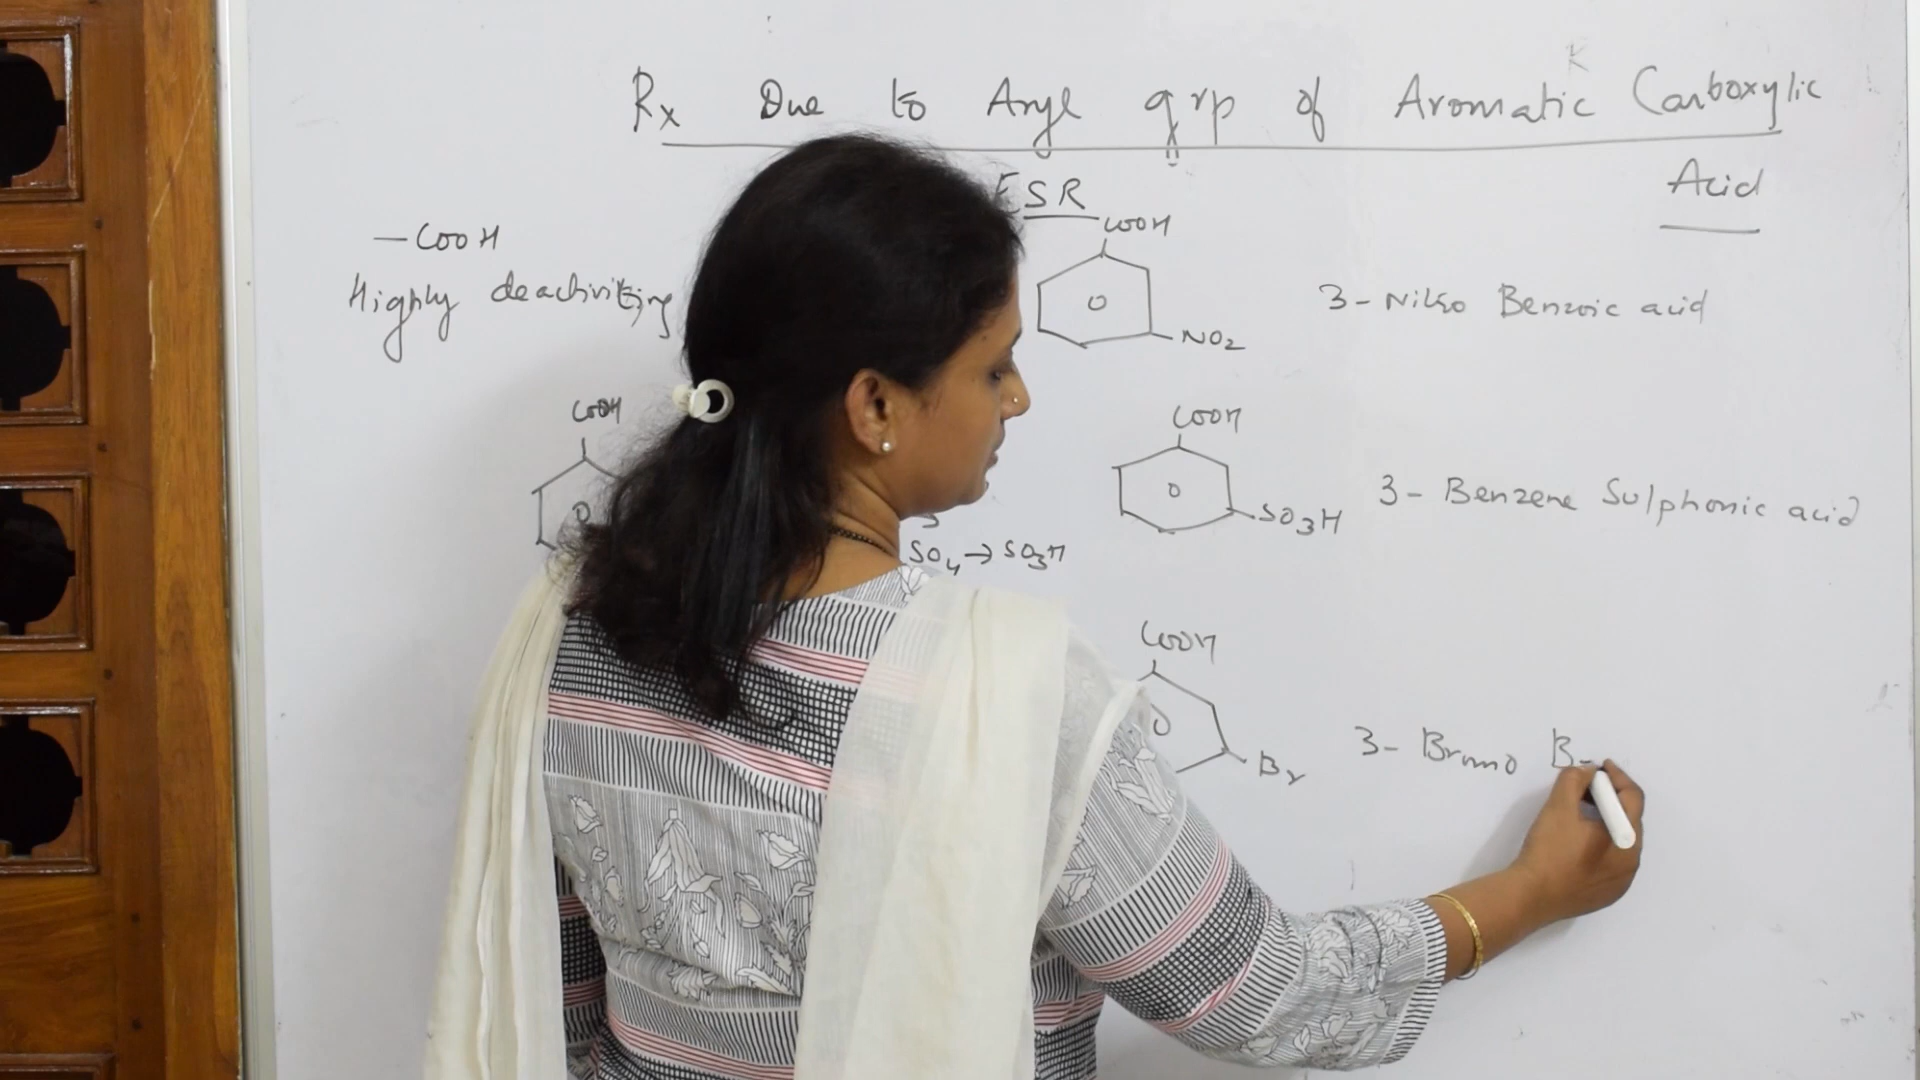 Rx Due to Aryl grp of Aromatic Carboxylic
Acid
ESR
—COOH
Highly deactiviting
COOH
NO2
3- Nitro Benzoic acid
COOH
SO4 → SO3H
COOH
SO3H
3- Benzene Sulphonic acid
COOH
Br
3- Bromo B